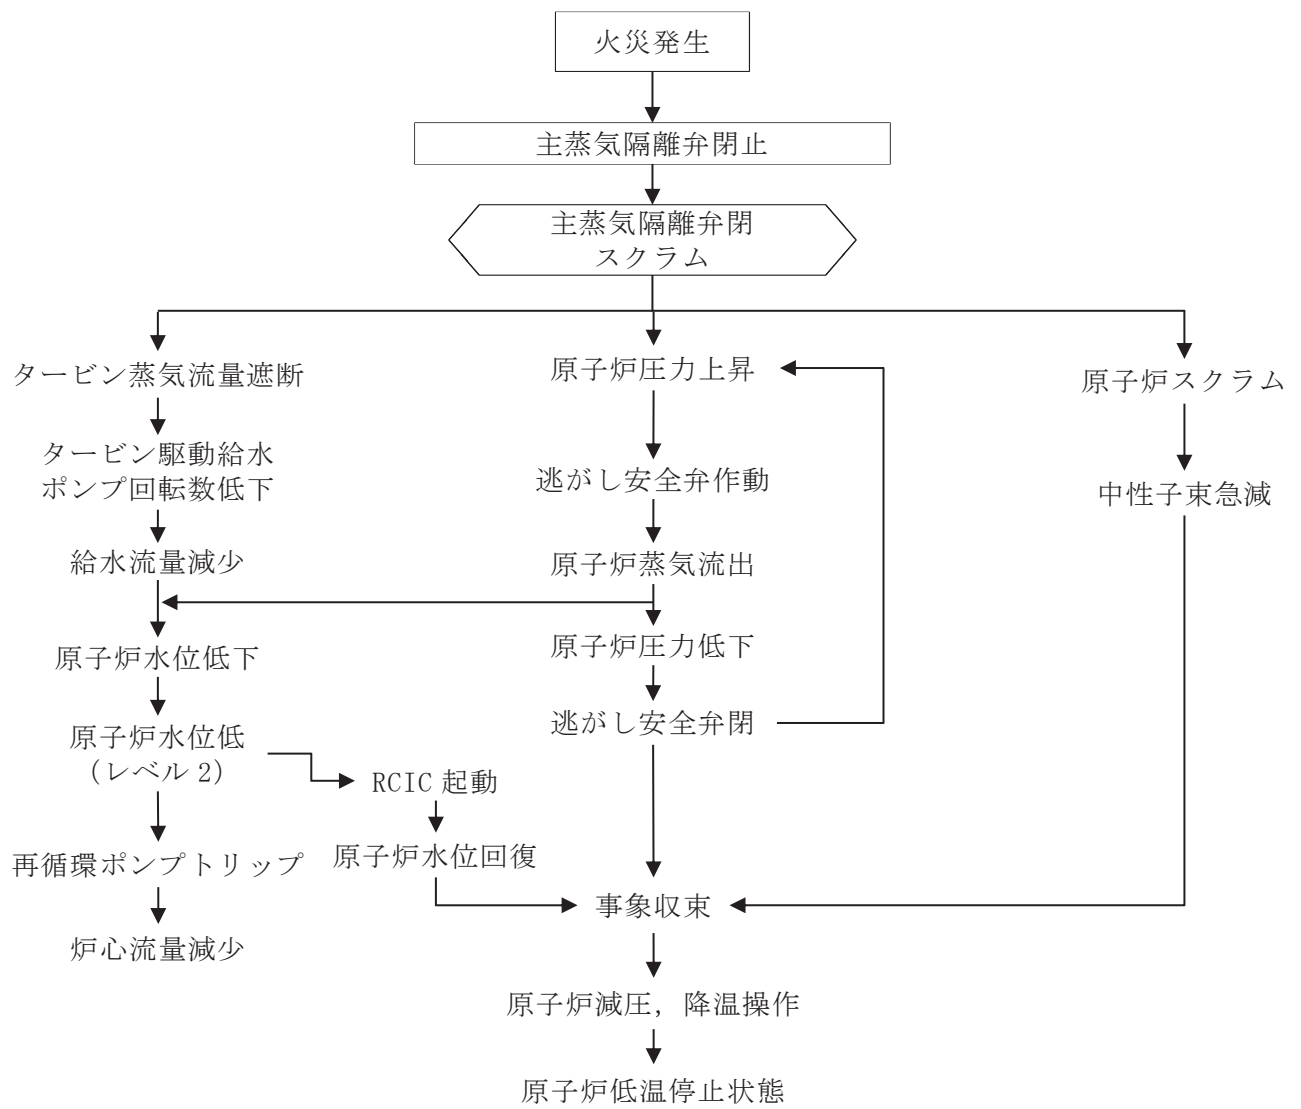 火災発生
主蒸気隔離弁閉止
主蒸気隔離弁閉
スクラム
タービン蒸気流量遮断
タービン駆動給水
ポンプ回転数低下
給水流量減少
原子炉水位低下
原子炉水位低
(レベル 2)
再循環ポンプトリップ
炉心流量減少
RCIC 起動
原子炉水位回復
原子炉圧力上昇
逃がし安全弁作動
原子炉蒸気流出
原子炉圧力低下
逃がし安全弁閉
原子炉スクラム
中性子束急減
事象収束
原子炉減圧，降温操作
原子炉低温停止状態